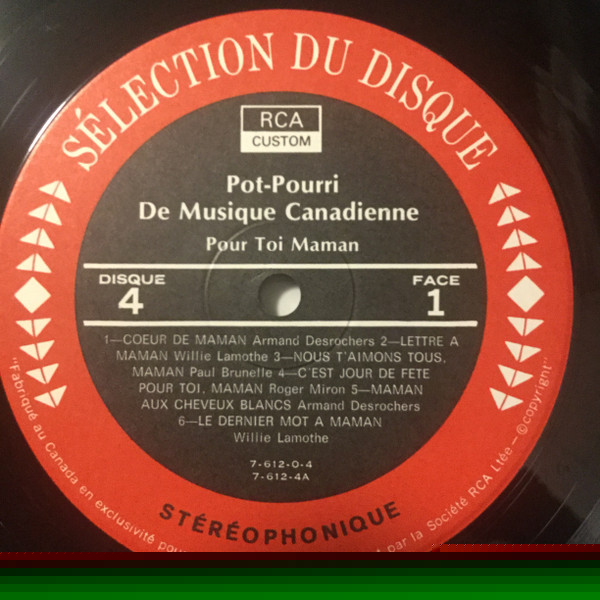 SÉLECTION DU DISQUE
RCA
CUSTOM
Pot-Pourri
De Musique Canadienne
Pour Toi Maman
DISQUE
4
FACE
1
1—COEUR DE MAMAN Armand Desrochers 2—LETTRE A
MAMAN Willie Lamothe 3—NOUS T'AIMONS TOUS,
MAMAN Paul Brunelle 4—C'EST JOUR DE FETE
POUR TOI, MAMAN Roger Miron 5—MAMAN
AUX CHEVEUX BLANCS Armand Desrochers
6—LE DERNIER MOT A MAMAN
Willie Lamothe
7-612-0-4
7-612-4A
STÉRÉOPHONIQUE
"Fabriqué au Canada en exclusivité pour
par la Société RCA Ltée — ©copyright"